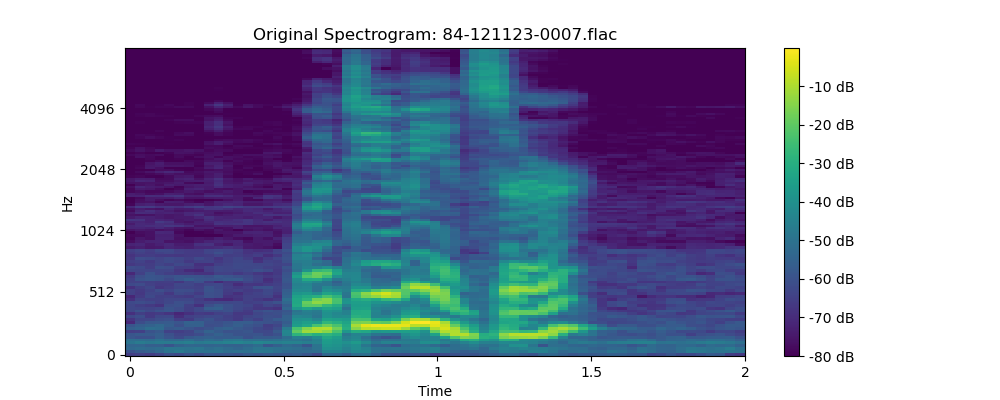 Original Spectrogram: 84-121123-0007.flac
Hz
4096
2048
1024
512
0
0 0.5 1 1.5 2
Time
-10 dB
-20 dB
-30 dB
-40 dB
-50 dB
-60 dB
-70 dB
-80 dB